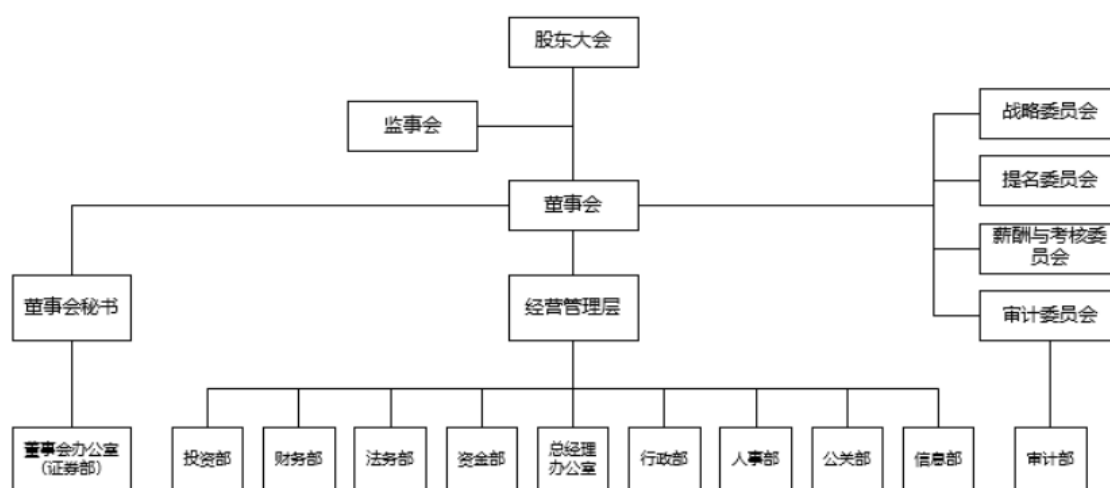 股东大会
监事会
战略委员会
提名委员会
董事会
薪酬与考核委
员会
董事会秘书
经营管理层
审计委员会
董事会办公室
（证券部）
投资部
财务部
法务部
资金部
总经理
办公室
行政部
人事部
公关部
信息部
审计部